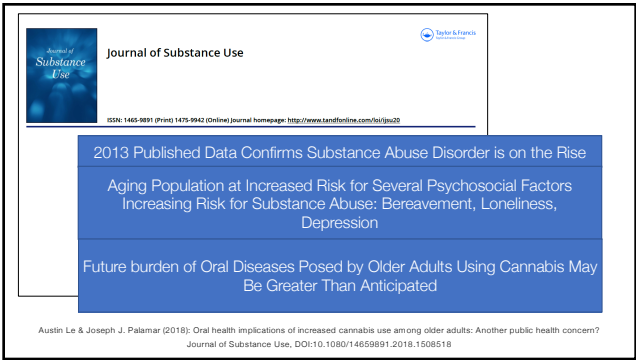 Journal of
Substance
Use
Journal of Substance Use
Taylor & Francis
ISSN: 1465-9891 (Print) 1475-9942 (Online) Journal homepage: http://www.tandfonline.com/loi/ijsu20
2013 Published Data Confirms Substance Abuse Disorder is on the Rise
Aging Population at Increased Risk for Several Psychosocial Factors
Increasing Risk for Substance Abuse: Bereavement, Loneliness,
Depression
Future burden of Oral Diseases Posed by Older Adults Using Cannabis May
Be Greater Than Anticipated
Austin Le & Joseph J. Palamar (2018): Oral health implications of increased cannabis use among older adults: Another public health concern?
Journal of Substance Use, DOI:10.1080/14659891.2018.1508518